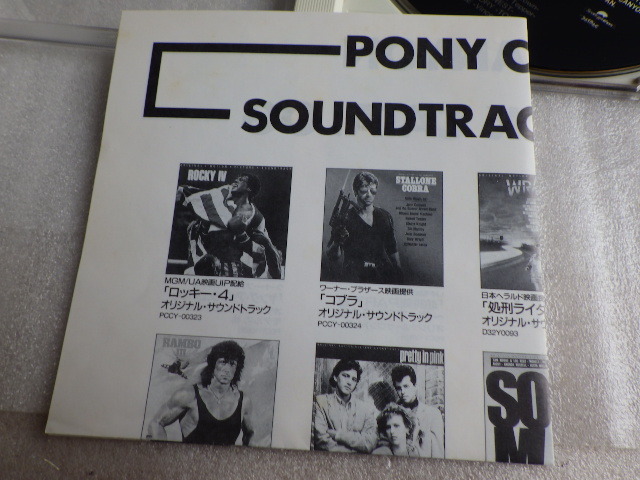 PONY C
SOUNDTRAC
ROCKY IV
STALLONE
COBRA
WR
MGM/UA映画UIP配給
「ロッキー・4」
オリジナル・サウンドトラック
PCCY-00323
ワーナー・ブラザース映画提供
「コブラ」
オリジナル・サウンドトラック
PCCY-00324
日本ヘラルド映画
「処刑ライダ
オリジナル・サウ
D32Y0093
RAMBO
III
pretty in pink
SO
M